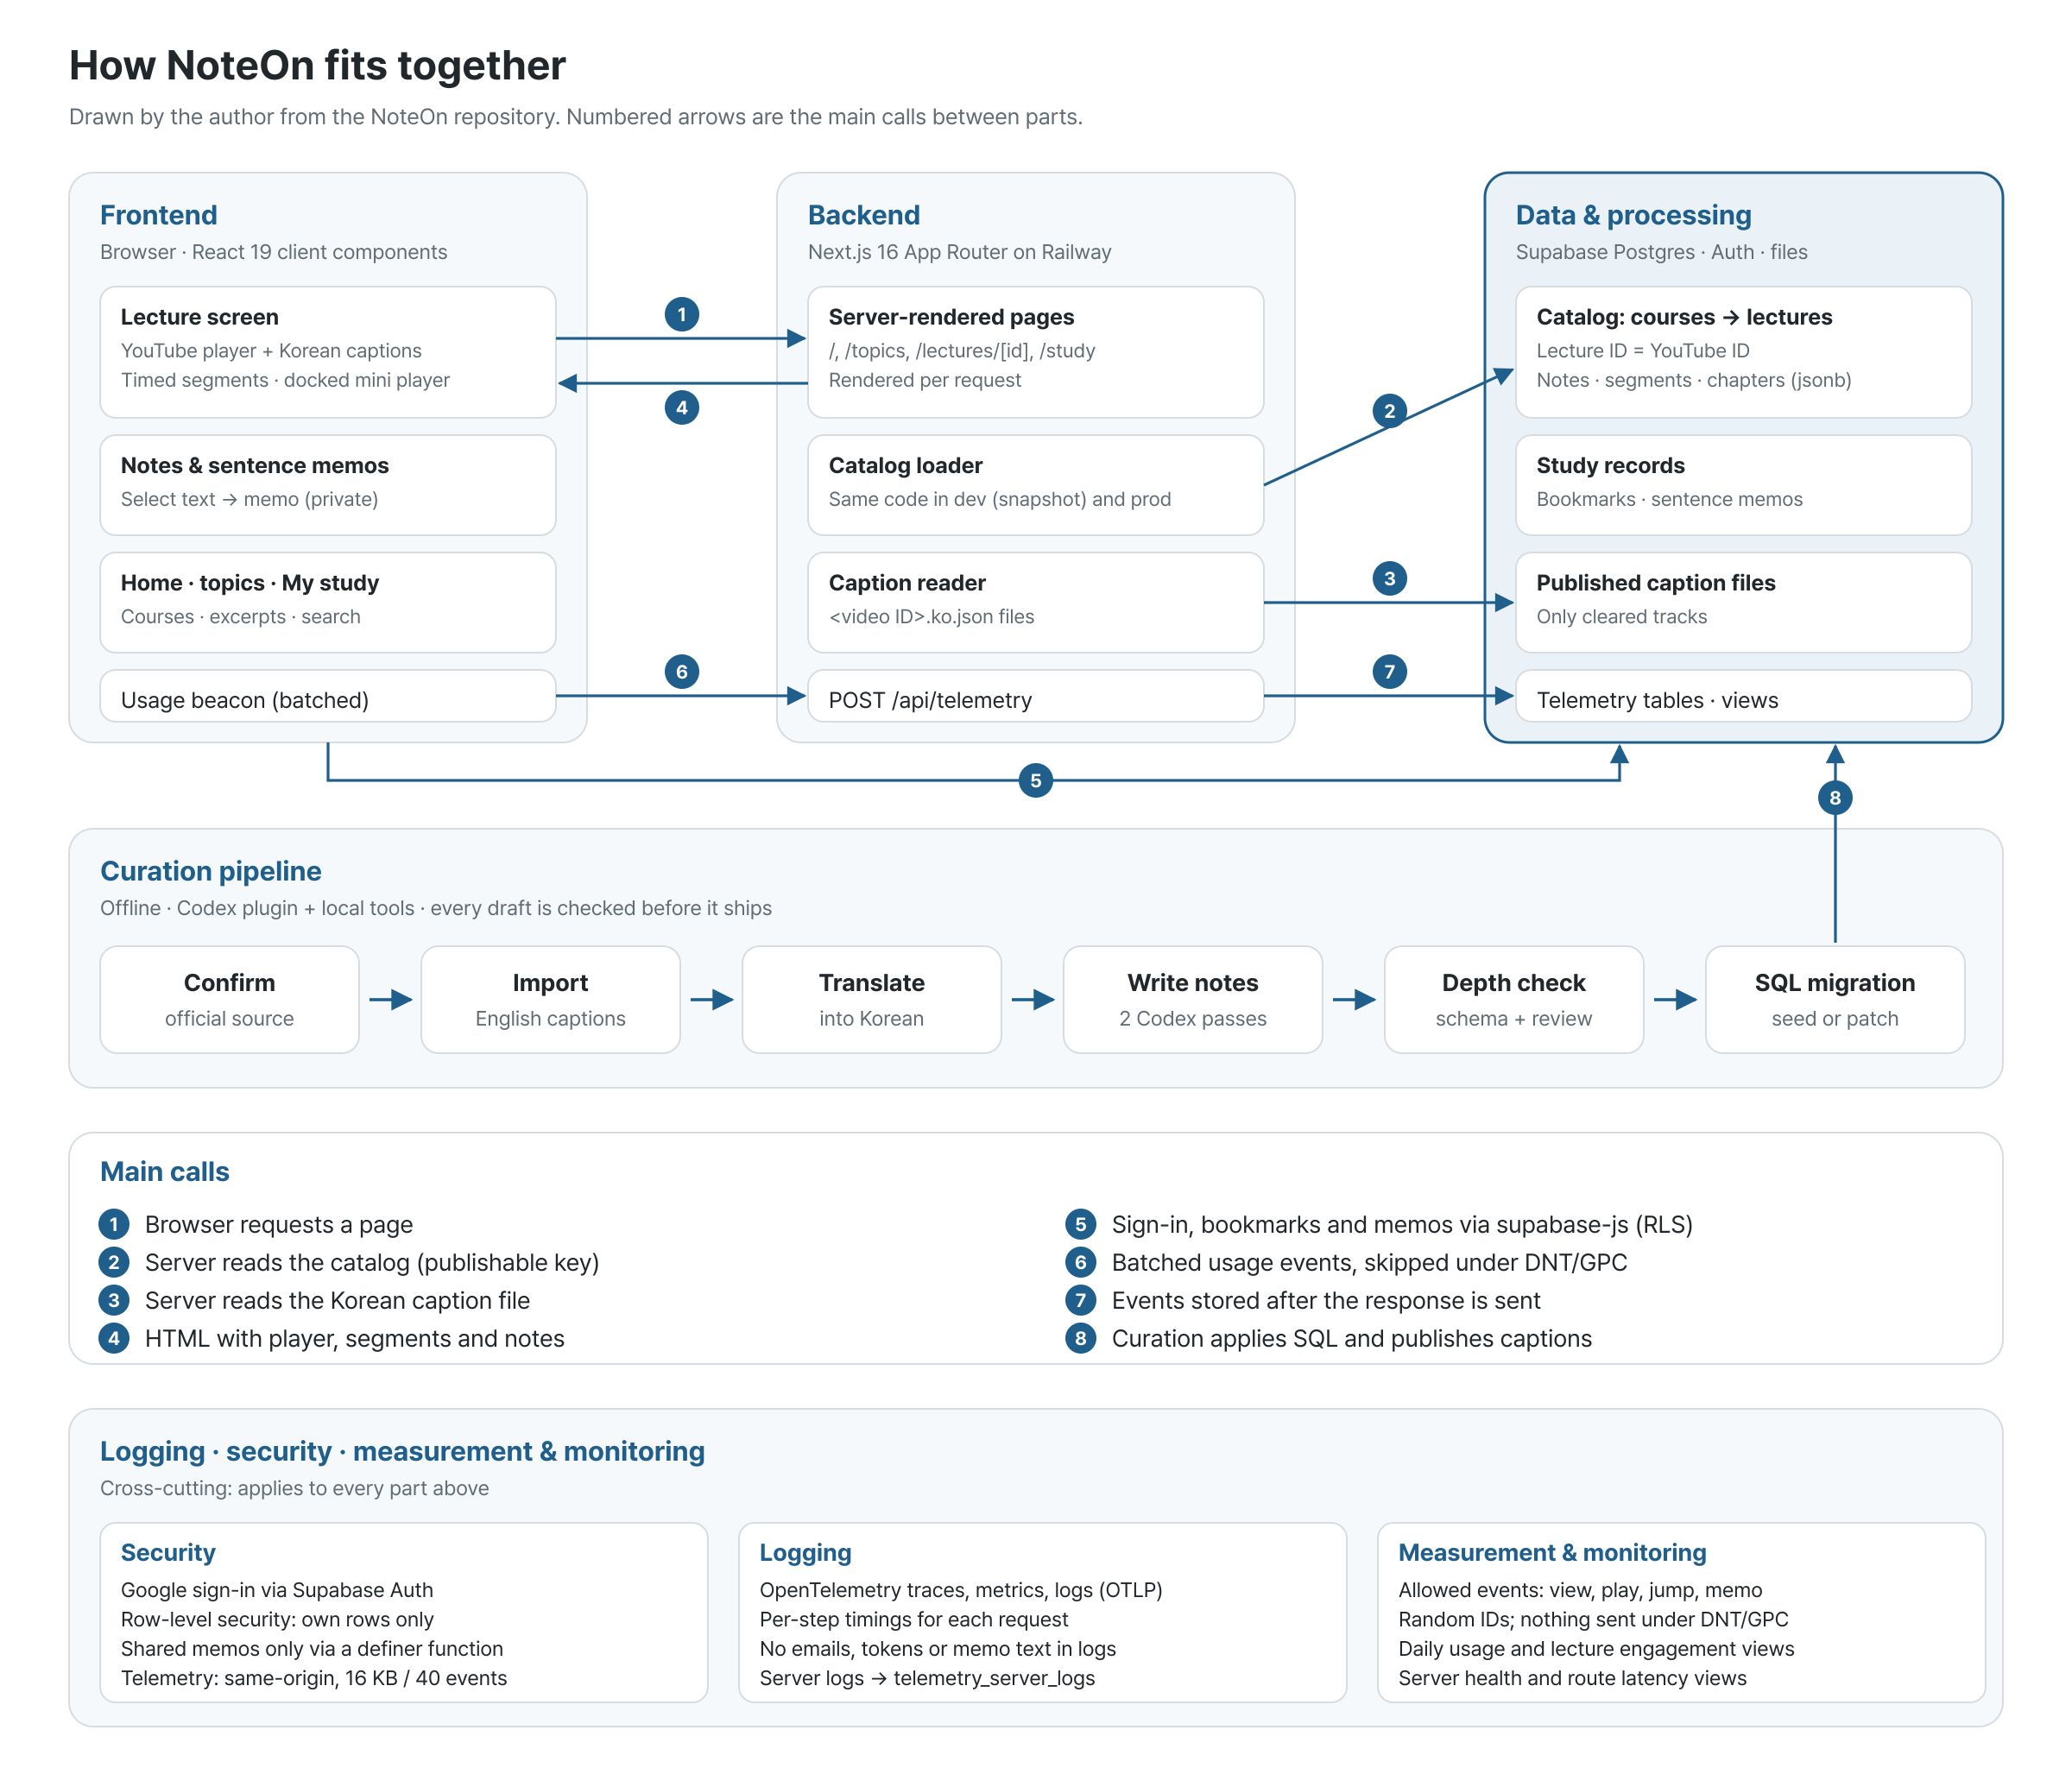 How NoteOn fits together
Drawn by the author from the NoteOn repository. Numbered arrows are the main calls between parts.
Frontend
Browser · React 19 client components
Lecture screen
YouTube player + Korean captions
Timed segments · docked mini player
Notes & sentence memos
Select text → memo (private)
Home · topics · My study
Courses · excerpts · search
Usage beacon (batched)
1
4
6
Backend
Next.js 16 App Router on Railway
Server-rendered pages
/, /topics, /lectures/[id], /study
Rendered per request
Catalog loader
Same code in dev (snapshot) and prod
Caption reader
<video ID>.ko.json files
POST /api/telemetry
2
3
7
Data & processing
Supabase Postgres · Auth · files
Catalog: courses → lectures
Lecture ID = YouTube ID
Notes · segments · chapters (jsonb)
Study records
Bookmarks · sentence memos
Published caption files
Only cleared tracks
Telemetry tables · views
5
8
Curation pipeline
Offline · Codex plugin + local tools · every draft is checked before it ships
Confirm
official source
Import
English captions
Translate
into Korean
Write notes
2 Codex passes
Depth check
schema + review
SQL migration
seed or patch
Main calls
1 Browser requests a page
2 Server reads the catalog (publishable key)
3 Server reads the Korean caption file
4 HTML with player, segments and notes
5 Sign-in, bookmarks and memos via supabase-js (RLS)
6 Batched usage events, skipped under DNT/GPC
7 Events stored after the response is sent
8 Curation applies SQL and publishes captions
Logging · security · measurement & monitoring
Cross-cutting: applies to every part above
Security
Google sign-in via Supabase Auth
Row-level security: own rows only
Shared memos only via a definer function
Telemetry: same-origin, 16 KB / 40 events
Logging
OpenTelemetry traces, metrics, logs (OTLP)
Per-step timings for each request
No emails, tokens or memo text in logs
Server logs → telemetry_server_logs
Measurement & monitoring
Allowed events: view, play, jump, memo
Random IDs; nothing sent under DNT/GPC
Daily usage and lecture engagement views
Server health and route latency views